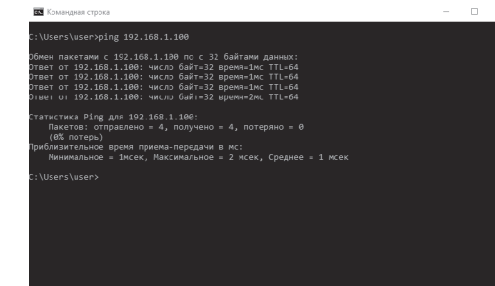 Командная строка
C:\Users\user>ping 192.168.1.100
Обмен пакетами с 192.168.1.100 по с 32 байтами данных:
Ответ от 192.168.1.100: число байт=32 время=1мс TTL=64
Ответ от 192.168.1.100: число байт=32 время=1мс TTL=64
Ответ от 192.168.1.100: число байт=32 время=1мс TTL=64
Ответ от 192.168.1.100: число байт=32 время=2мс TTL=64
Статистика Ping для 192.168.1.100:
Пакетов: отправлено = 4, получено = 4, потеряно = 0
(0% потерь)
Приблизительное время приема-передачи в мс:
Минимальное = 1мсек, Максимальное = 2 мсек, Среднее = 1 мсек
C:\Users\user>